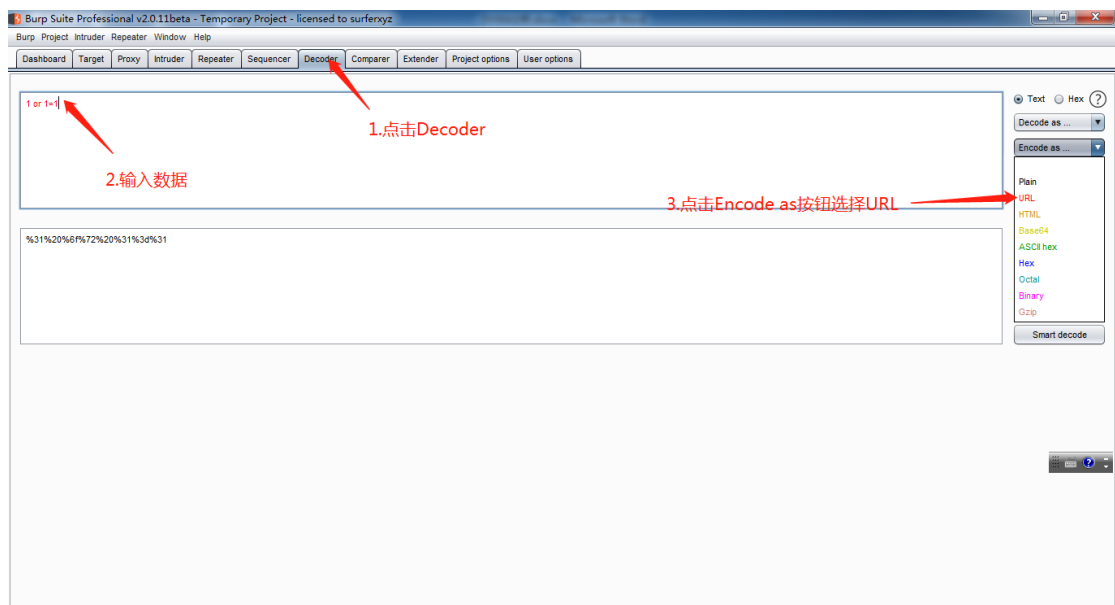 Burp Suite Professional v2.0.11beta - Temporary Project - licensed to surferxyz
Burp Project Intruder Repeater Window Help
Dashboard Target Proxy Intruder Repeater Sequencer Decoder Comparer Extender Project options User options
1 or 1=1
Text Hex ?
1.点击Decoder
Decode as ...
Encode as ...
2.输入数据
Plain
3.点击Encode as按钮选择URL
URL
HTML
Base64
%31%20%6f%72%20%31%3d%31
ASCII hex
Hex
Octal
Binary
Gzip
Smart decode